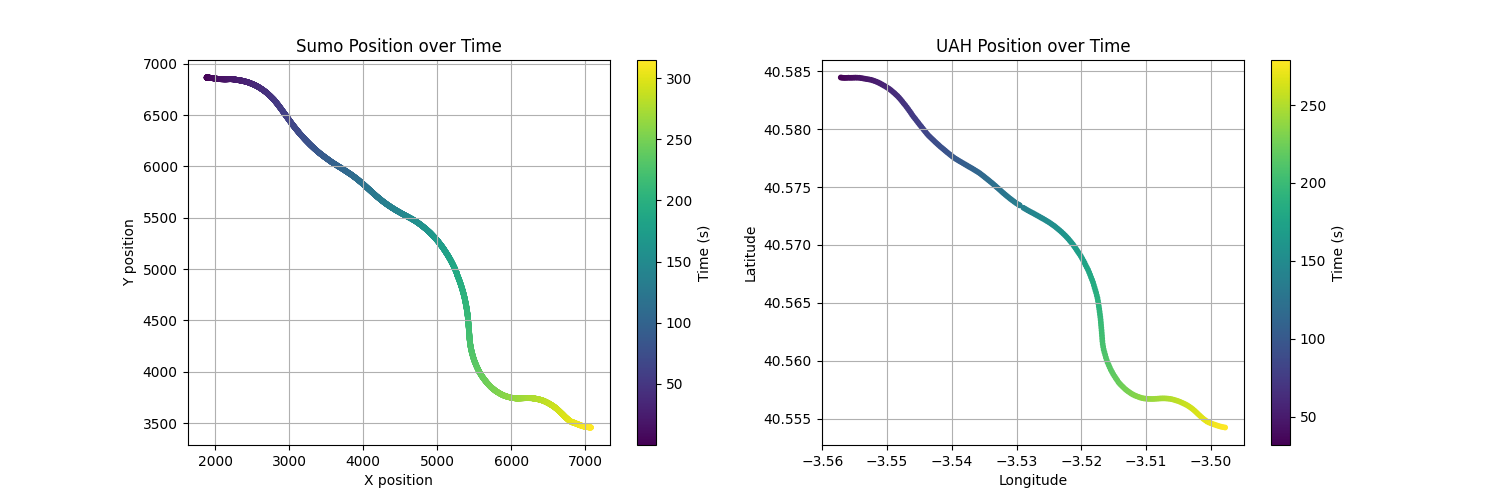 Sumo Position over Time
7000
6500
6000
5500
5000
4500
4000
3500
Y position
2000 3000 4000 5000 6000 7000
X position
300
250
200
150
100
50
Time (s)
UAH Position over Time
40.585
40.580
40.575
40.570
40.565
40.560
40.555
Latitude
−3.56 −3.55 −3.54 −3.53 −3.52 −3.51 −3.50
Longitude
250
200
150
100
50
Time (s)